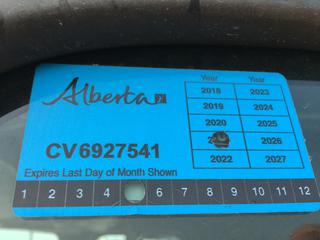 Alberta
Year Year
2018 2023
2019 2024
2020 2025
2026
2022 2027
CV6927541
Expires Last Day of Month Shown
1 2 3 4 6 7 8 9 10 11 12